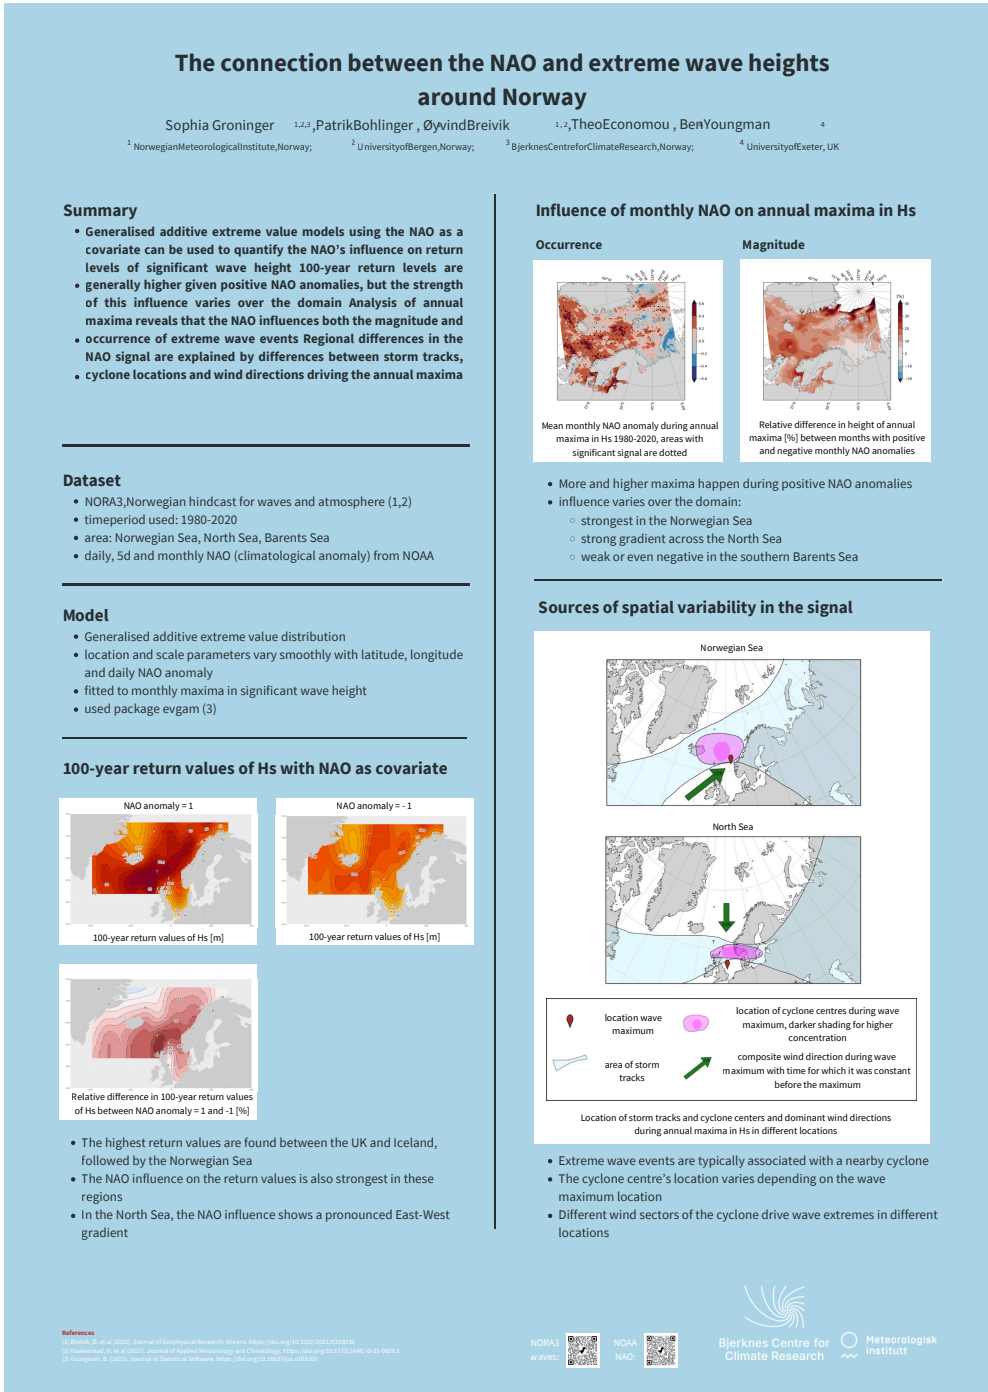 The connection between the NAO and extreme wave heights
around Norway
Sophia Groninger 1,2,3 ,PatrikBohlinger , ØyvindBreivik 1,2 ,TheoEconomou , BenYoungman 4
1 NorwegianMeteorologicalInstitute,Norway; 2 UniversityofBergen,Norway; 3 BjerknesCentreforClimateResearch,Norway; 4 UniversityofExeter, UK
Summary
• Generalised additive extreme value models using the NAO as a
covariate can be used to quantify the NAO's influence on return
levels of significant wave height 100-year return levels are
• generally higher given positive NAO anomalies, but the strength
of this influence varies over the domain Analysis of annual
maxima reveals that the NAO influences both the magnitude and
• occurrence of extreme wave events Regional differences in the
NAO signal are explained by differences between storm tracks,
• cyclone locations and wind directions driving the annual maxima
Dataset
• NORA3,Norwegian hindcast for waves and atmosphere (1,2)
• timeperiod used: 1980-2020
• area: Norwegian Sea, North Sea, Barents Sea
• daily, 5d and monthly NAO (climatological anomaly) from NOAA
Model
• Generalised additive extreme value distribution
• location and scale parameters vary smoothly with latitude, longitude
and daily NAO anomaly
• fitted to monthly maxima in significant wave height
• used package evgam (3)
100-year return values of Hs with NAO as covariate
NAO anomaly = 1
100-year return values of Hs [m]
NAO anomaly = - 1
100-year return values of Hs [m]
Relative difference in 100-year return values
of Hs between NAO anomaly = 1 and -1 [%]
• The highest return values are found between the UK and Iceland,
followed by the Norwegian Sea
• The NAO influence on the return values is also strongest in these
regions
• In the North Sea, the NAO influence shows a pronounced East-West
gradient
References
Influence of monthly NAO on annual maxima in Hs
Occurrence
Mean monthly NAO anomaly during annual
maxima in Hs 1980-2020, areas with
significant signal are dotted
Magnitude
[%]
Relative difference in height of annual
maxima [%] between months with positive
and negative monthly NAO anomalies
• More and higher maxima happen during positive NAO anomalies
• influence varies over the domain:
○ strongest in the Norwegian Sea
○ strong gradient across the North Sea
○ weak or even negative in the southern Barents Sea
Sources of spatial variability in the signal
Norwegian Sea
North Sea
location wave
maximum
location of cyclone centres during wave
maximum, darker shading for higher
concentration
area of storm
tracks
composite wind direction during wave
maximum with time for which it was constant
before the maximum
Location of storm tracks and cyclone centers and dominant wind directions
during annual maxima in Hs in different locations
• Extreme wave events are typically associated with a nearby cyclone
• The cyclone centre's location varies depending on the wave
maximum location
• Different wind sectors of the cyclone drive wave extremes in different
locations
NORA3
waves:
NOAA
NAO:
Bjerknes Centre for
Climate Research
Meteorologisk
institutt